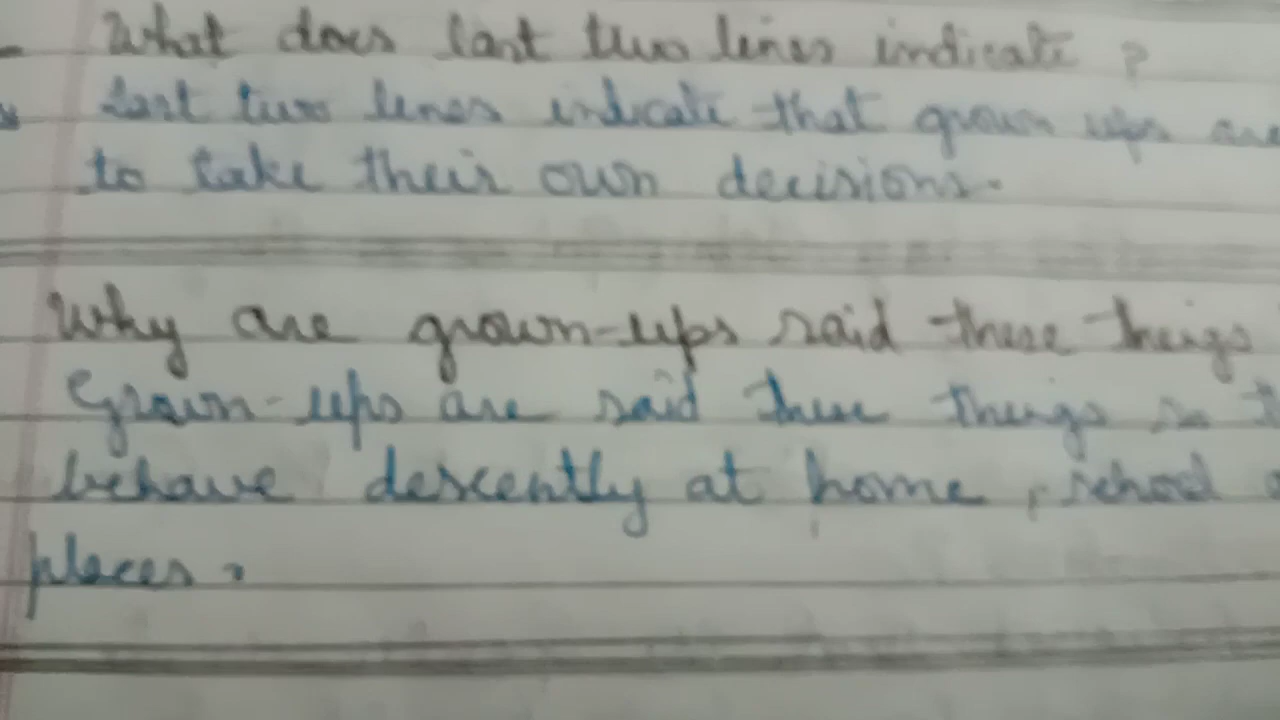 What does last two lines indicate ?
Last two lines indicate that grown ups are
to take their own decisions.
Why are grown-ups said these things
Grown-ups are said these things so
behave descently at home, school
places.